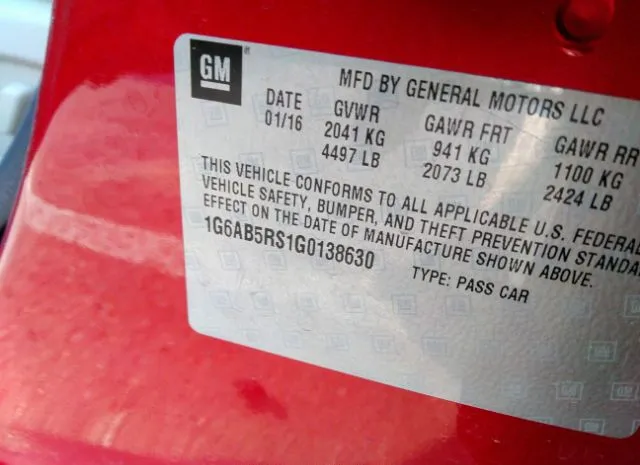 GM
MFD BY GENERAL MOTORS LLC
DATE GVWR GAWR FRT GAWR RR
01/16 2041 KG 941 KG 1100 KG
4497 LB 2073 LB 2424 LB
THIS VEHICLE CONFORMS TO ALL APPLICABLE U.S. FEDERAL
VEHICLE SAFETY, BUMPER, AND THEFT PREVENTION STANDA
EFFECT ON THE DATE OF MANUFACTURE SHOWN ABOVE.
1G6AB5RS1G0138630
TYPE: PASS CAR